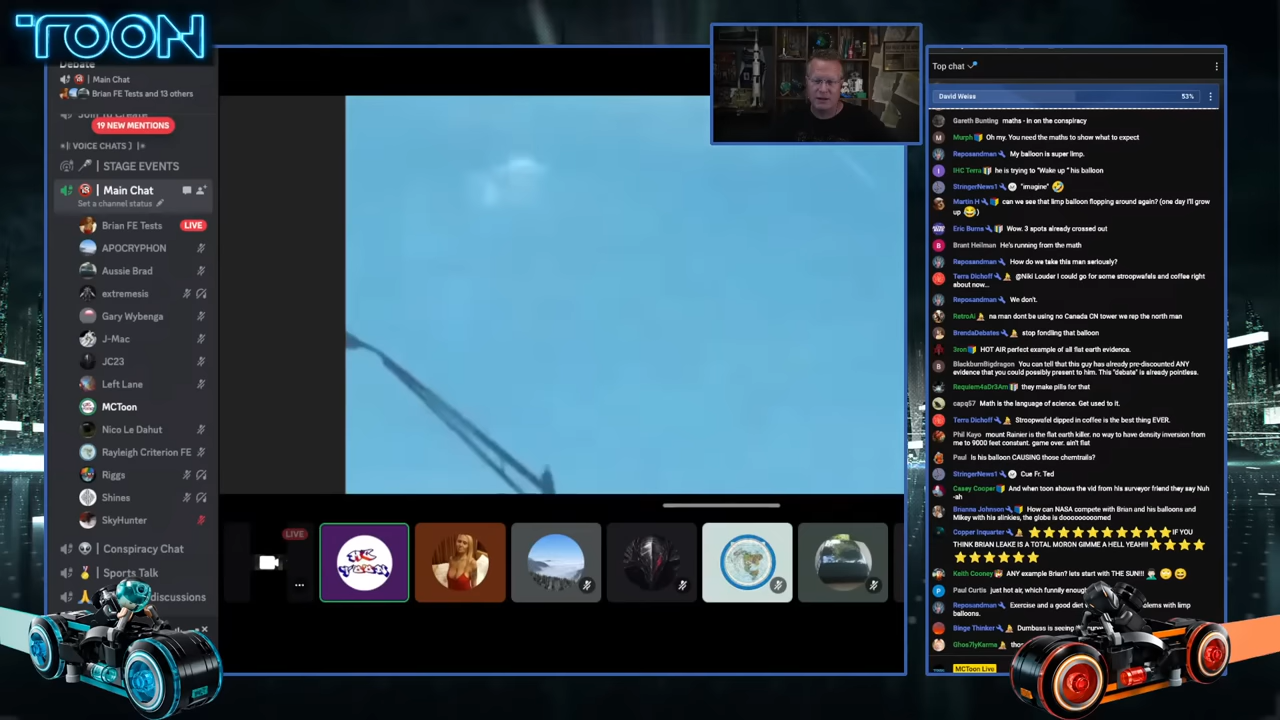 TOON
Debate
Main Chat
Brian FE Tests and 13 others
19 NEW MENTIONS
VOICE CHATS
STAGE EVENTS
Main Chat
Set a channel status
Brian FE Tests LIVE
APOCRYPHON
Aussie Brad
extremesis
Gary Wybenga
J-Mac
JC23
Left Lane
MCToon
Nico Le Dahut
Rayleigh Criterion FE
Riggs
Shines
SkyHunter
Conspiracy Chat
Sports Talk
discussions
LIVE
Top chat
David Weiss 53%
Gareth Bunting maths - in on the conspiracy
Murph Oh my. You need the maths to show what to expect
Reposandman My balloon is super limp.
IHC Terra he is trying to "Wake up" his balloon
StringerNews1 "imagine" 🤣
Martin H can we see that limp balloon flopping around again? (one day I'll grow
up 😂)
Eric Burns Wow. 3 spots already crossed out
Brant Heilman He's running from the math
Reposandman How do we take this man seriously?
Terra Dichoff @Niki Louder I could go for some stroopwafels and coffee right
about now...
Reposandman We don't.
RetroAi na man dont be using no Canada CN tower we rep the north man
BrendaDebates stop fondling that balloon
3ron HOT AIR perfect example of all flat earth evidence.
BlackburnBigdragon You can tell that this guy has already pre-discounted ANY
evidence that you could possibly present to him. This "debate" is already pointless.
Requiem4aDr3Am they make pills for that
capq57 Math is the language of science. Get used to it.
Terra Dichoff Stroopwafel dipped in coffee is the best thing EVER.
Phil Kayo mount Rainier is the flat earth killer. no way to have density inversion from
me to 9000 feet constant. game over. ain't flat
Paul Is his balloon CAUSING those chemtrails?
StringerNews1 Cue Fr. Ted
Casey Cooper And when toon shows the vid from his surveyor friend they say Nuh
-ah
Brianna Johnson How can NASA compete with Brian and his balloons and
Mikey with his slinkies, the globe is dooooooooomed
Copper Inquarter ⭐⭐⭐⭐⭐⭐⭐⭐⭐⭐⭐IF YOU
THINK BRIAN LEAKE IS A TOTAL MORON GIMME A HELL YEAH!!!⭐⭐⭐⭐
⭐⭐⭐⭐⭐⭐
Keith Cooney ANY example Brian? lets start with THE SUN!!
Paul Curtis just hot air, which funnily enough
Reposandman Exercise and a good diet with limp
balloons.
Binge Thinker Dumbass is seeing
Ghos7lyKarma
MCToon Live